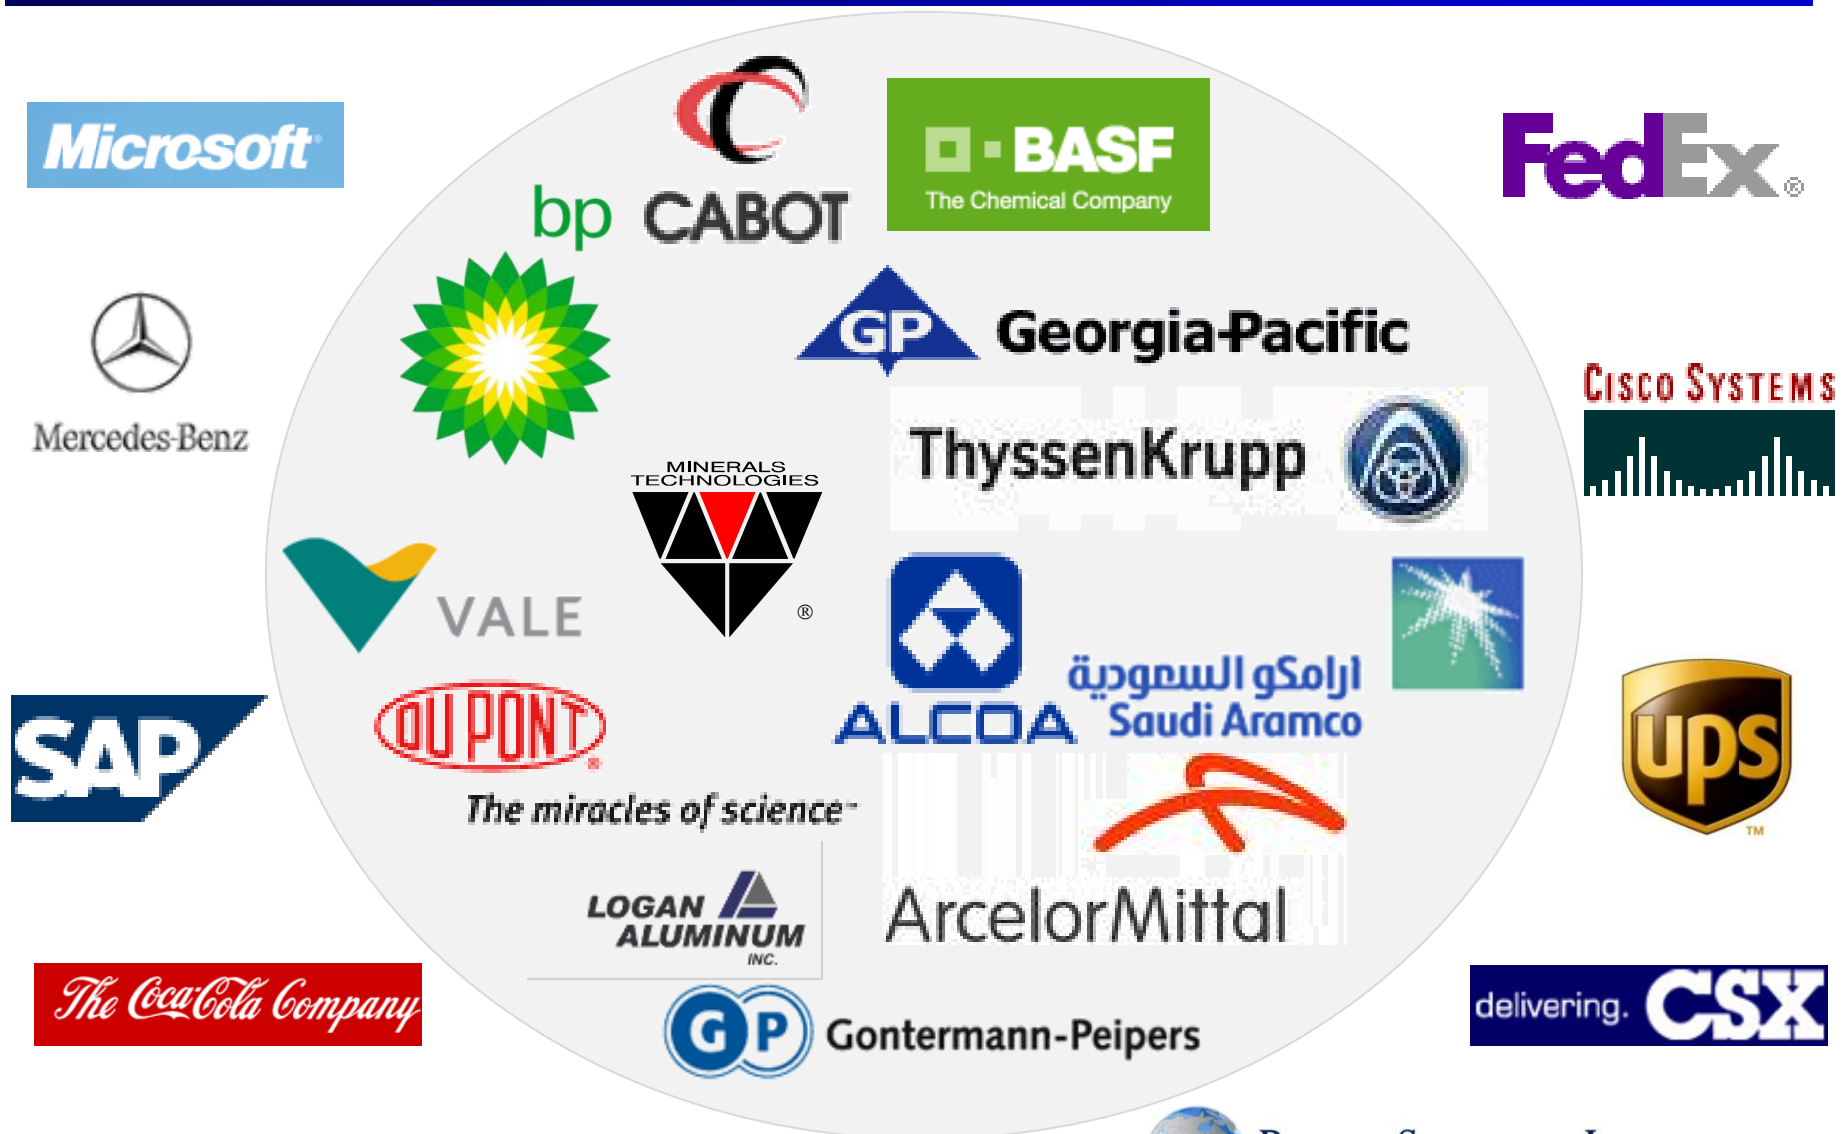 Microsoft®
CABOT
BASF
The Chemical Company
FedEx®
bp
GP Georgia-Pacific
Mercedes-Benz
CISCO SYSTEMS
ThyssenKrupp
MINERALS
TECHNOLOGIES
®
VALE
ALCOA
ارامكو السعودية
Saudi Aramco
SAP
DU PONT®
The miracles of science™
UPS
TM
LOGAN
ALUMINUM
INC.
ArcelorMittal
The Coca-Cola Company
GP Gontermann-Peipers
delivering. CSX